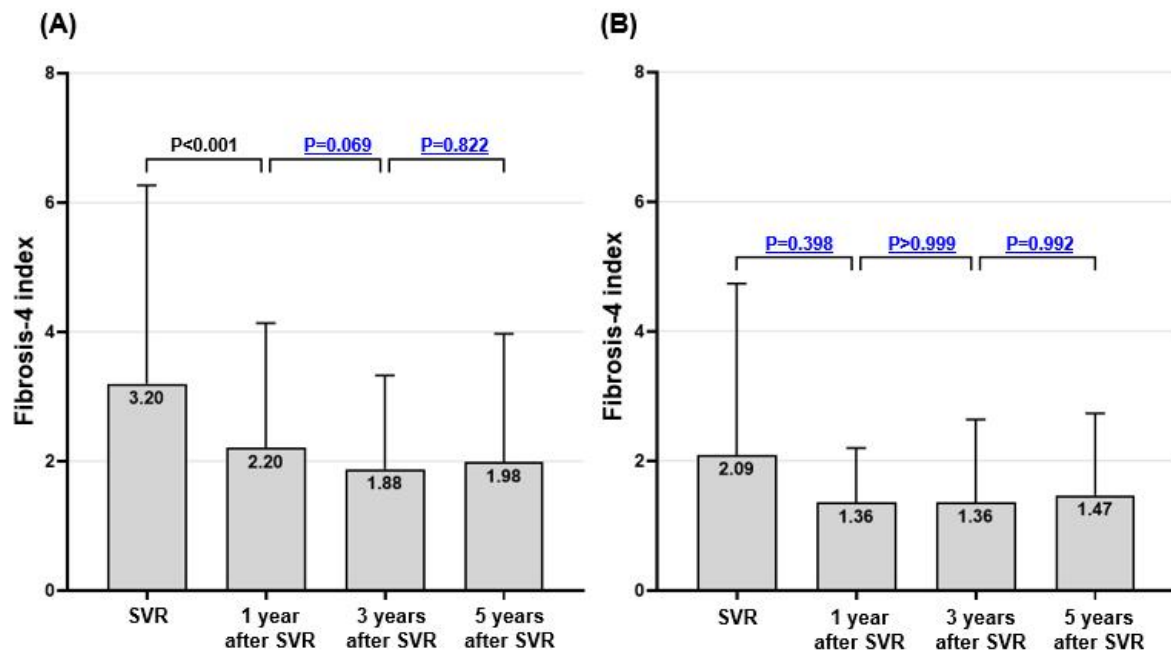 (A)
8
6
4
2
0
Fibrosis-4 index
P<0.001
P=0.069
P=0.822
3.20
2.20
1.88
1.98
SVR
1 year
after SVR
3 years
after SVR
5 years
after SVR
(B)
8
6
4
2
0
Fibrosis-4 index
P=0.398
P>0.999
P=0.992
2.09
1.36
1.36
1.47
SVR
1 year
after SVR
3 years
after SVR
5 years
after SVR